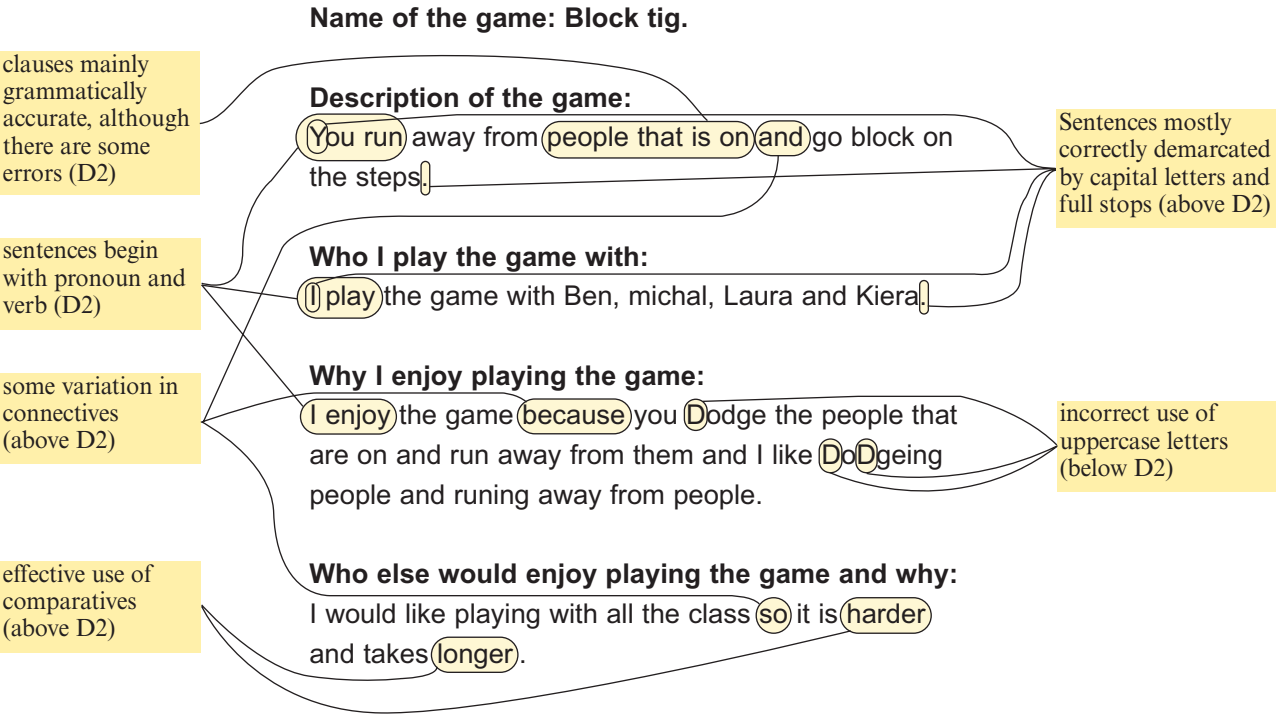 Name of the game: Block tig.
clauses mainly
grammatically
accurate, although
there are some
errors (D2)
Description of the game:
You run away from people that is on and go block on
the steps.
Sentences mostly
correctly demarcated
by capital letters and
full stops (above D2)
sentences begin
with pronoun and
verb (D2)
Who I play the game with:
I play the game with Ben, michal, Laura and Kiera.
some variation in
connectives
(above D2)
Why I enjoy playing the game:
I enjoy the game because you Dodge the people that
are on and run away from them and I like DoDgeing
people and runing away from people.
incorrect use of
uppercase letters
(below D2)
effective use of
comparatives
(above D2)
Who else would enjoy playing the game and why:
I would like playing with all the class so it is harder
and takes longer.